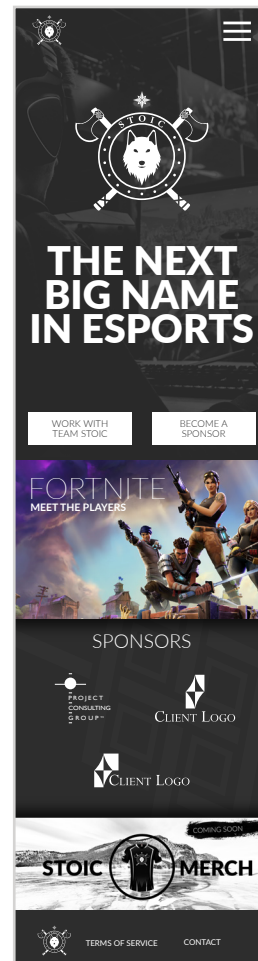 STOIC
THE NEXT
BIG NAME
IN ESPORTS
WORK WITH
TEAM STOIC
BECOME A
SPONSOR
FORTNITE
MEET THE PLAYERS
SPONSORS
PROJECT
CONSULTING
GROUP
CLIENT LOGO
CLIENT LOGO
COMING SOON
STOIC MERCH
TERMS OF SERVICE
CONTACT